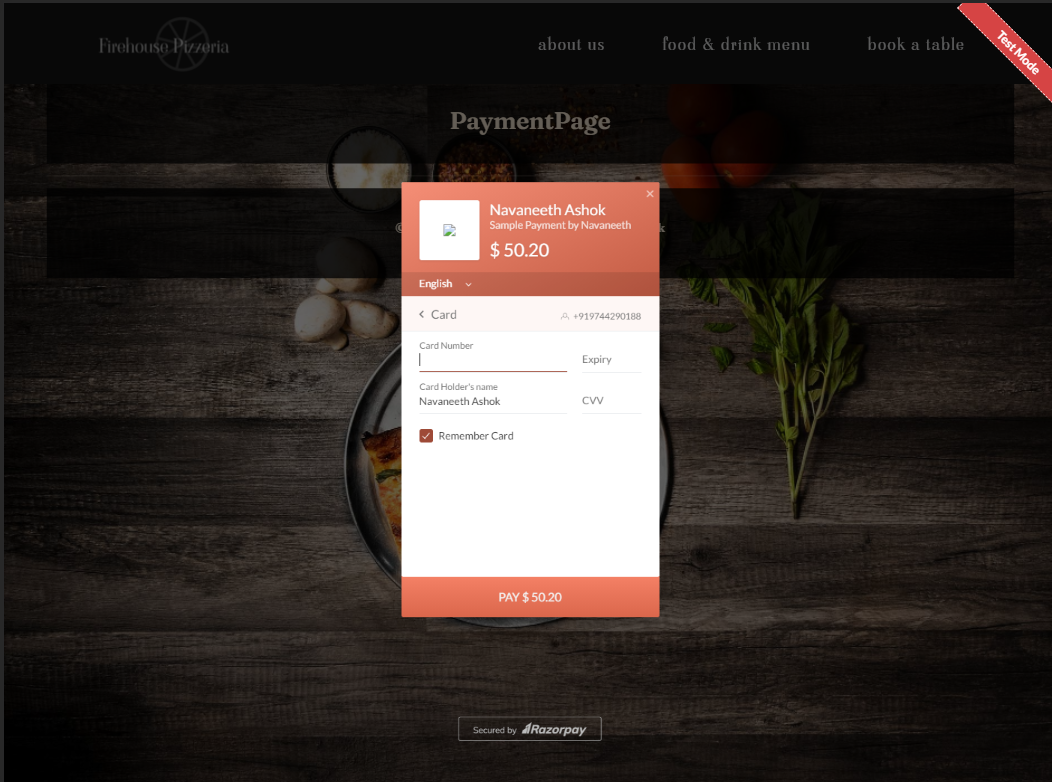 Firehouse Pizzeria
about us
food & drink menu
book a table
Test Mode
PaymentPage
Navaneeth Ashok
Sample Payment by Navaneeth
$ 50.20
English
Card
+919744290188
Card Number
Expiry
Card Holder's name
Navaneeth Ashok
CVV
Remember Card
PAY $ 50.20
Secured by Razorpay